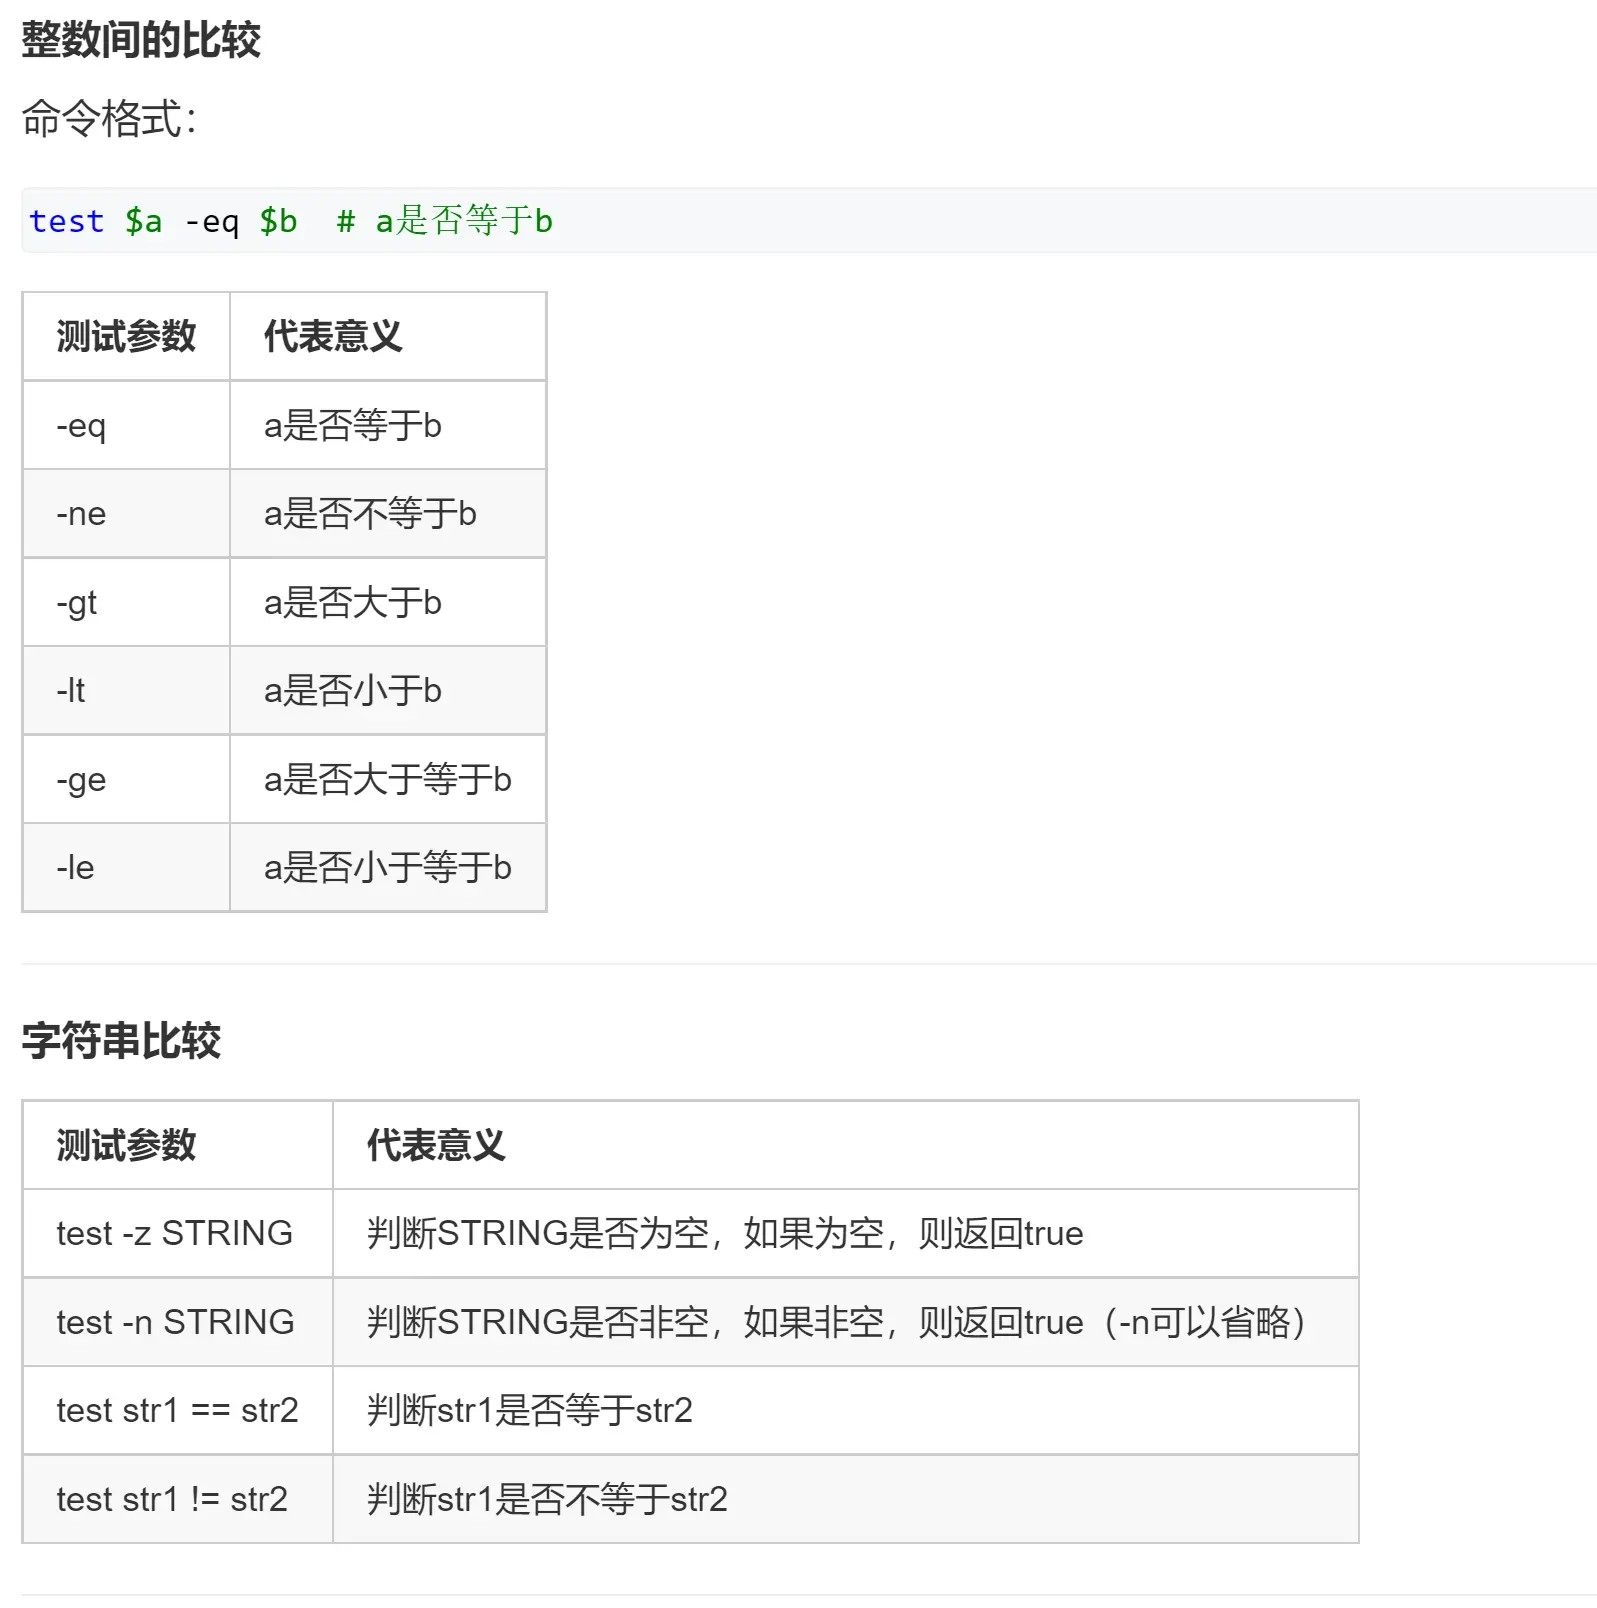 整数间的比较
命令格式：
test $a -eq $b  # a是否等于b
测试参数 代表意义
-eq a是否等于b
-ne a是否不等于b
-gt a是否大于b
-lt a是否小于b
-ge a是否大于等于b
-le a是否小于等于b
字符串比较
测试参数 代表意义
test -z STRING 判断STRING是否为空，如果为空，则返回true
test -n STRING 判断STRING是否非空，如果非空，则返回true（-n可以省略）
test str1 == str2 判断str1是否等于str2
test str1 != str2 判断str1是否不等于str2